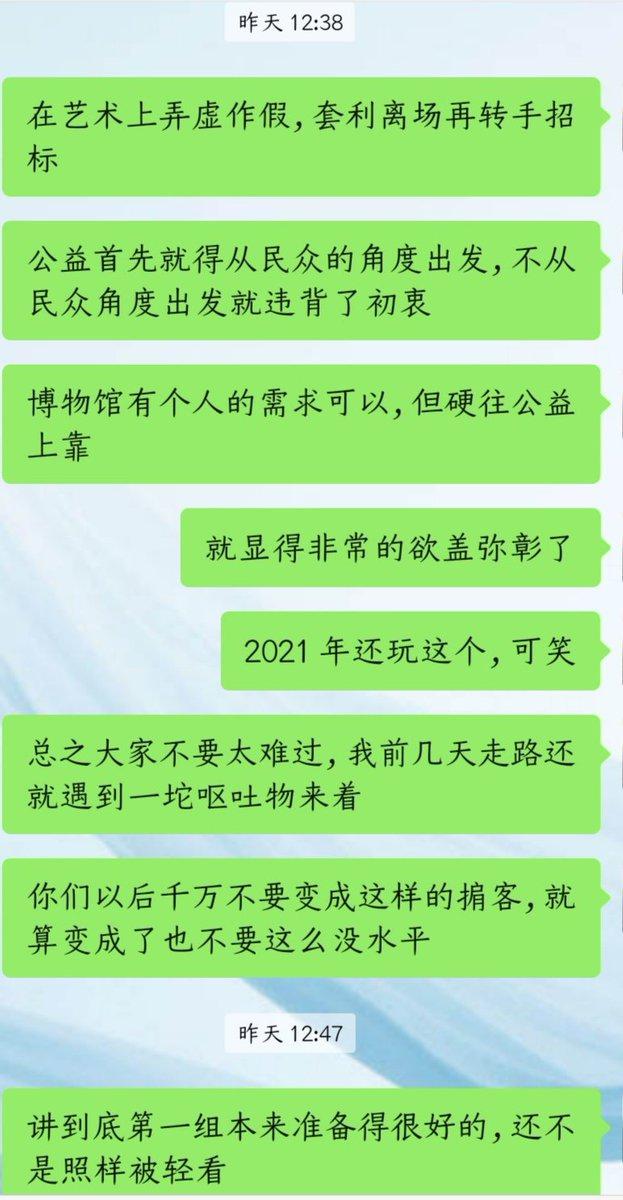 昨天 12:38
在艺术上弄虚作假,套利离场再转手招
标
公益首先就得从民众的角度出发,不从
民众角度出发就违背了初衷
博物馆有个人的需求可以,但硬往公益
上靠
就显得非常的欲盖弥彰了
2021 年还玩这个,可笑
总之大家不要太难过,我前几天走路还
就遇到一坨呕吐物来着
你们以后千万不要变成这样的掮客,就
算变成了也不要这么没水平
昨天 12:47
讲到底第一组本来准备得很好的,还不
是照样被轻看